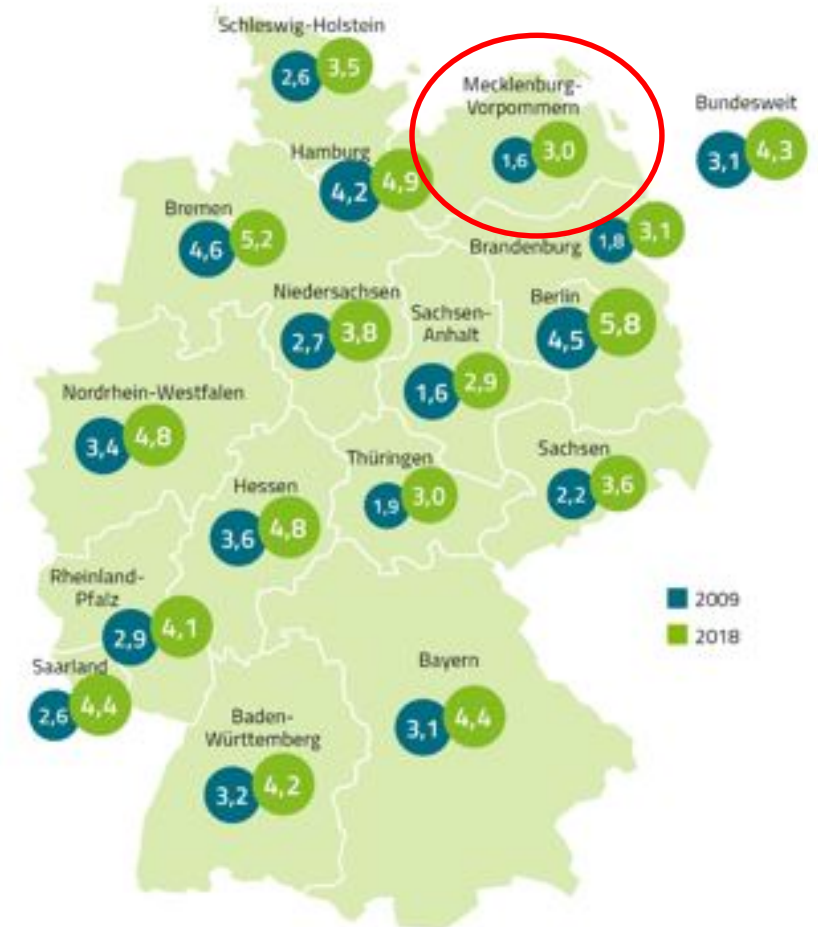 Schleswig-Holstein
2,6 3,5
Mecklenburg-
Vorpommern
1,6 3,0
Bundesweit
3,1 4,3
Hamburg
4,2 4,9
Bremen
4,6 5,2
Brandenburg 1,8 3,1
Niedersachsen
2,7 3,8
Sachsen-
Anhalt
1,6 2,9
Berlin
4,5 5,8
Nordrhein-Westfalen
3,4 4,8
Thüringen
1,9 3,0
Sachsen
2,2 3,6
Hessen
3,6 4,8
Rheinland-
Pfalz
2,9 4,1
2009
2018
Saarland
2,6 4,4
Bayern
3,1 4,4
Baden-
Württemberg
3,2 4,2